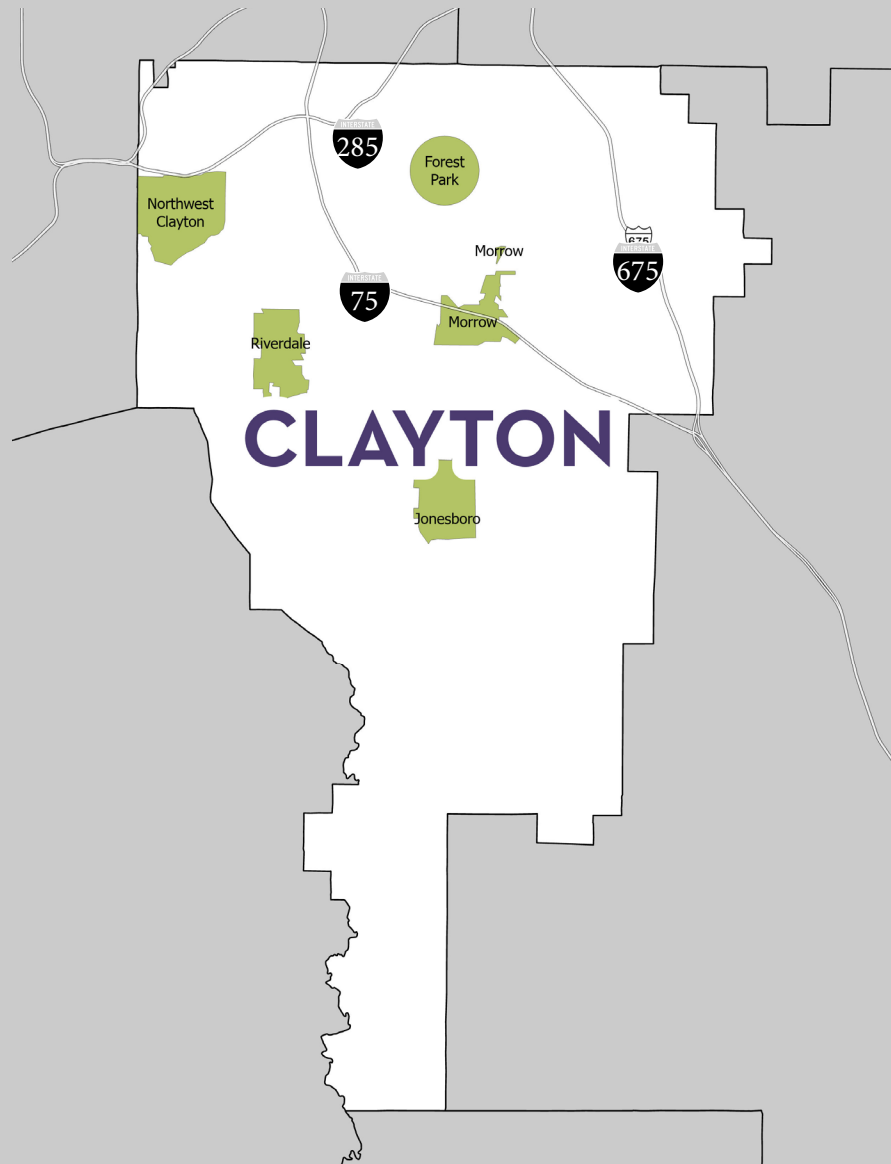 INTERSTATE
285
Forest
Park
Northwest
Clayton
675
Morrow
INTERSTATE
675
INTERSTATE
75
Morrow
Riverdale
CLAYTON
Jonesboro